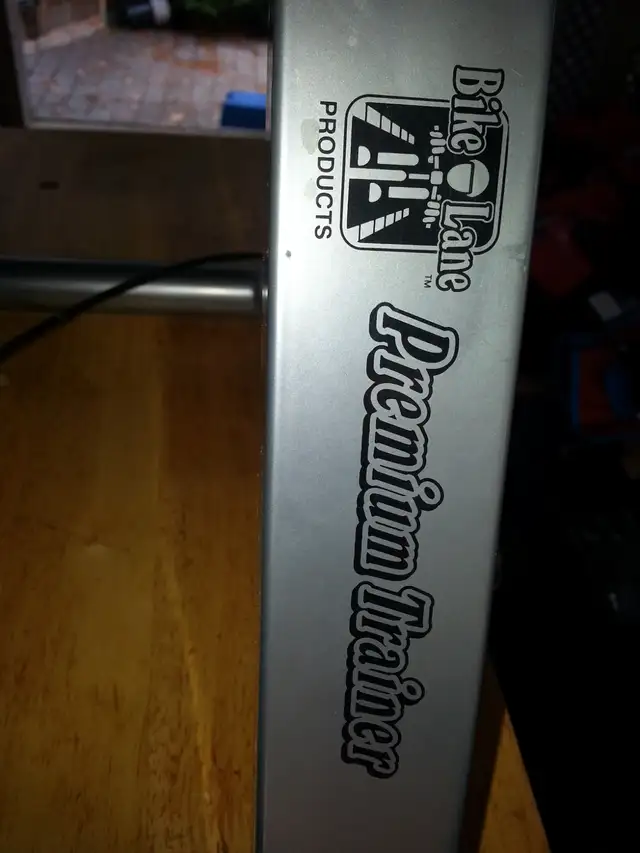 Bike Lane
TM
PRODUCTS
Premium Trainer